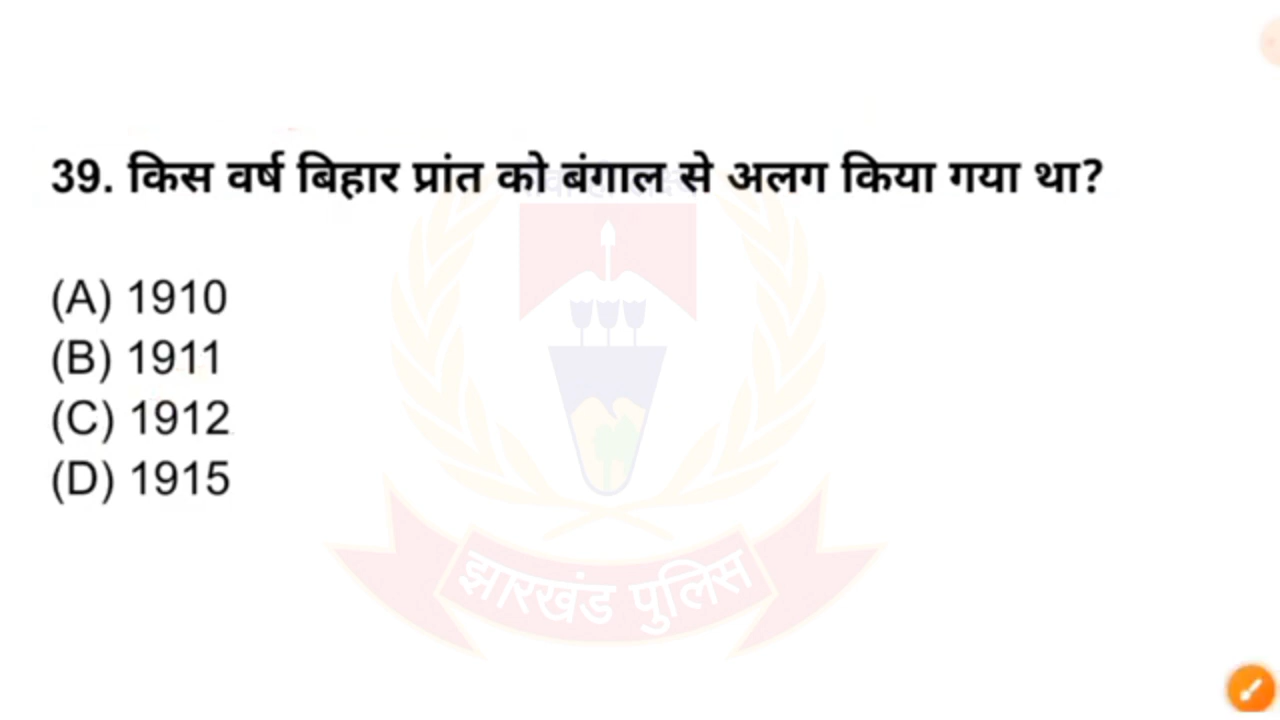 39. किस वर्ष बिहार प्रांत को बंगाल से अलग किया गया था?
(A) 1910
(B) 1911
(C) 1912
(D) 1915
झारखंड पुलिस